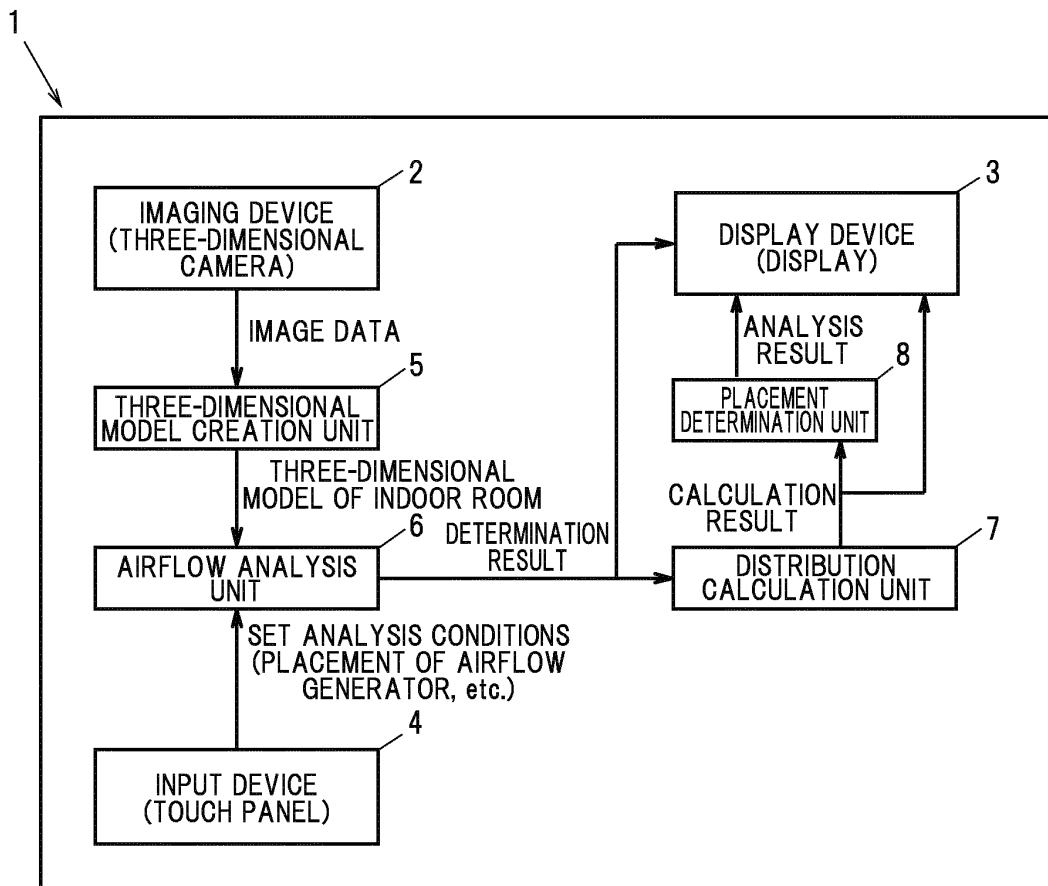 1
2
IMAGING DEVICE
(THREE-DIMENSIONAL
CAMERA)
3
DISPLAY DEVICE
(DISPLAY)
IMAGE DATA
ANALYSIS
RESULT
5
THREE-DIMENSIONAL
MODEL CREATION UNIT
8
PLACEMENT
DETERMINATION UNIT
THREE-DIMENSIONAL
MODEL OF INDOOR ROOM
CALCULATION
RESULT
6
AIRFLOW ANALYSIS
UNIT
DETERMINATION
RESULT
7
DISTRIBUTION
CALCULATION UNIT
SET ANALYSIS CONDITIONS
(PLACEMENT OF AIRFLOW
GENERATOR, etc.)
4
INPUT DEVICE
(TOUCH PANEL)